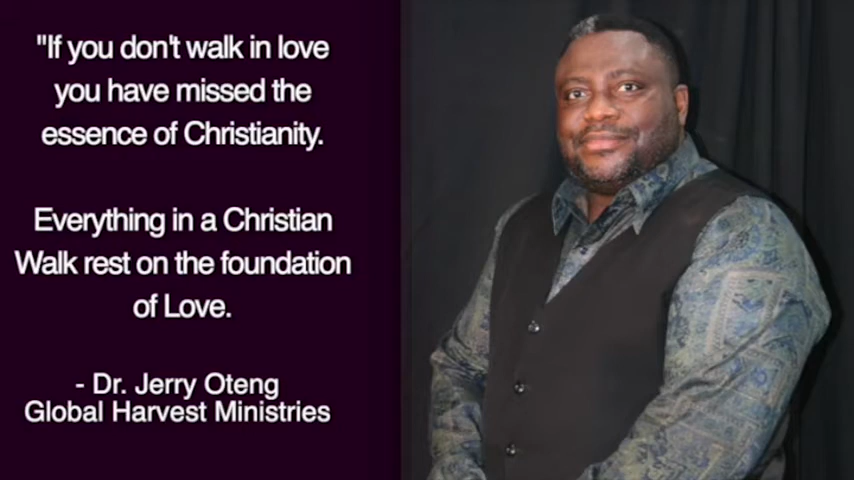 "If you don't walk in love
you have missed the
essence of Christianity.
Everything in a Christian
Walk rest on the foundation
of Love.
- Dr. Jerry Oteng
Global Harvest Ministries